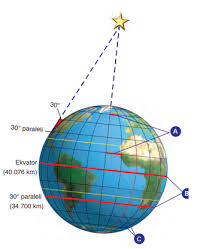 30°
30° paraleli
A
Ekvator
(40.076 km)
B
30° paraleli
(34.700 km)
C